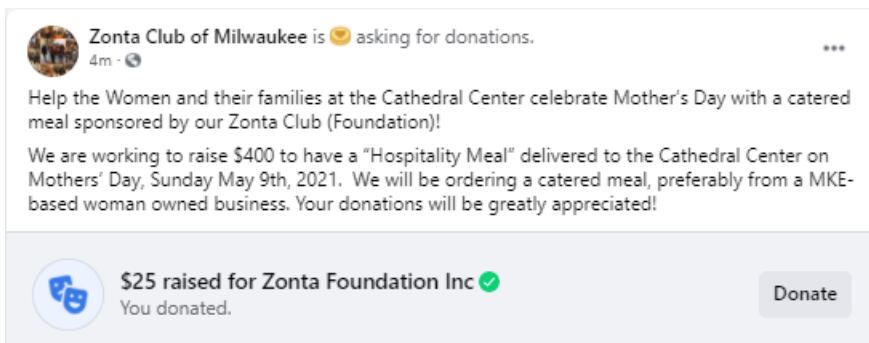 Zonta Club of Milwaukee is asking for donations.
4m ·
Help the Women and their families at the Cathedral Center celebrate Mother's Day with a catered
meal sponsored by our Zonta Club (Foundation)!
We are working to raise $400 to have a "Hospitality Meal" delivered to the Cathedral Center on
Mothers' Day, Sunday May 9th, 2021.  We will be ordering a catered meal, preferably from a MKE-
based woman owned business. Your donations will be greatly appreciated!
$25 raised for Zonta Foundation Inc
You donated.
Donate